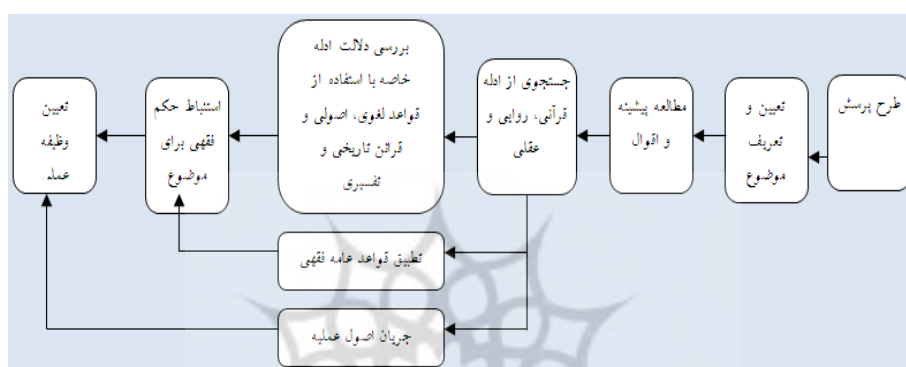 طرح پرسش
تعیین و
تعریف
موضوع
مطالعه پیشینه
و اقوال
جستجوی از ادله
قرآنی، روایی و
عقلی
بررسی دلالت ادله
خاصه با استفاده از
قواعد لغوی، اصولی و
قرائن تاریخی و
تفسیری
استنباط حکم
فقهی برای
موضوع
تعیین
وظیفه
تطبیق قواعد عامه فقهی
جریان اصول عملیه